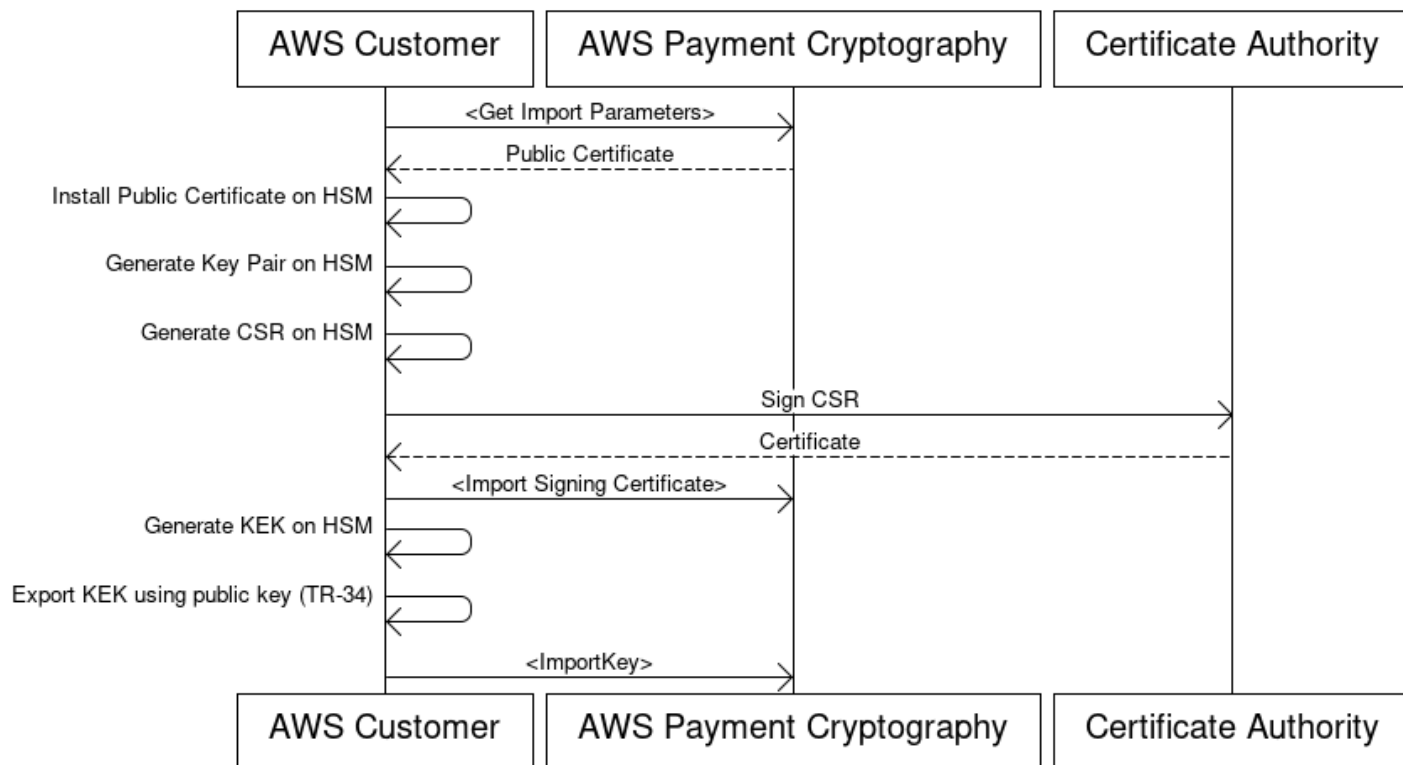 AWS Customer
AWS Payment Cryptography
Certificate Authority
<Get Import Parameters>
Public Certificate
Install Public Certificate on HSM
Generate Key Pair on HSM
Generate CSR on HSM
Sign CSR
Certificate
<Import Signing Certificate>
Generate KEK on HSM
Export KEK using public key (TR-34)
<ImportKey>
AWS Customer
AWS Payment Cryptography
Certificate Authority